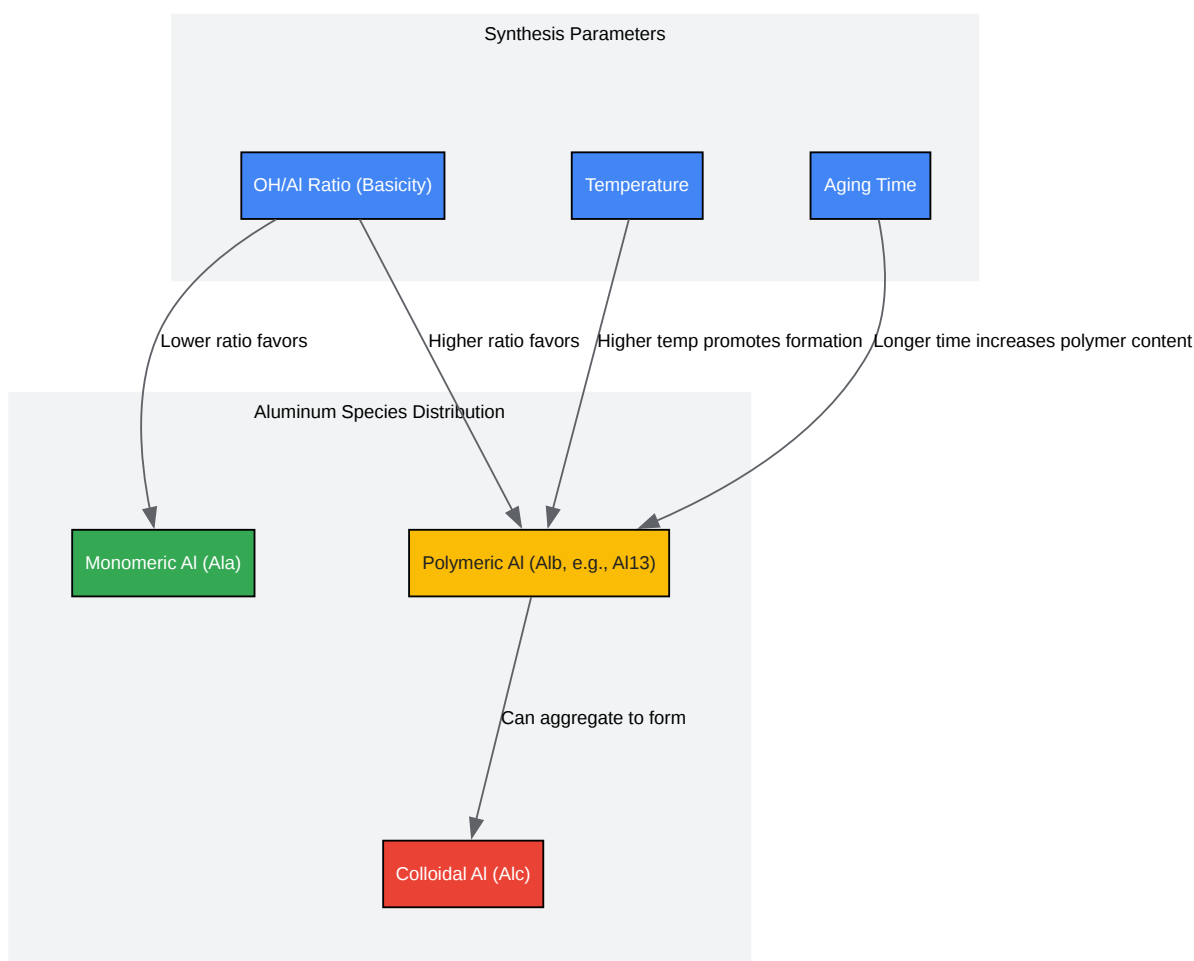 Synthesis Parameters
OH/Al Ratio (Basicity)
Temperature
Aging Time
Lower ratio favors
Higher ratio favors
Higher temp promotes formation
Longer time increases polymer content
Aluminum Species Distribution
Monomeric Al (Ala)
Polymeric Al (Alb, e.g., Al13)
Can aggregate to form
Colloidal Al (Alc)